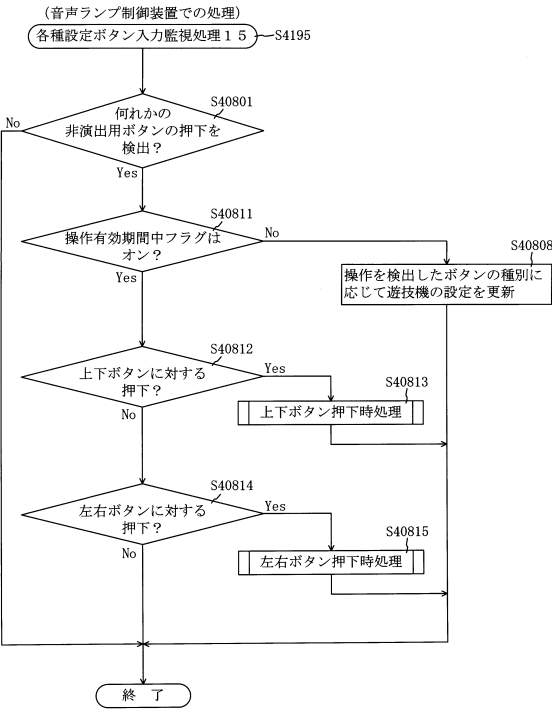 (音声ランプ制御装置での処理)
各種設定ボタン入力監視処理15
S4195
S40801
何れかの
非演出用ボタンの押下を
検出?
No
Yes
S40811
操作有効期間中フラグは
オン?
No
Yes
S40808
操作を検出したボタンの種別に
応じて遊技機の設定を更新
S40812
上下ボタンに対する
押下?
Yes
No
S40813
上下ボタン押下時処理
S40814
左右ボタンに対する
押下?
Yes
No
S40815
左右ボタン押下時処理
終 了